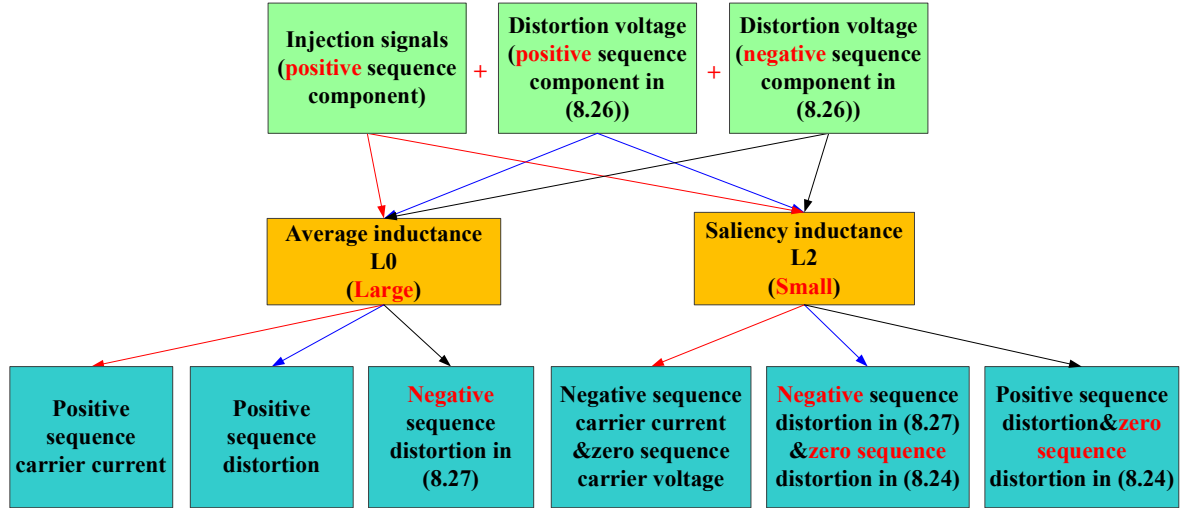 Injection signals
(positive sequence
component)
+
Distortion voltage
(positive sequence
component in
(8.26))
+
Distortion voltage
(negative sequence
component in
(8.26))
Average inductance
L0
(Large)
Saliency inductance
L2
(Small)
Positive
sequence
carrier current
Positive
sequence
distortion
Negative
sequence
distortion in
(8.27)
Negative sequence
carrier current
&zero sequence
carrier voltage
Negative sequence
distortion in (8.27)
&zero sequence
distortion in (8.24)
Positive sequence
distortion&zero
sequence
distortion in (8.24)